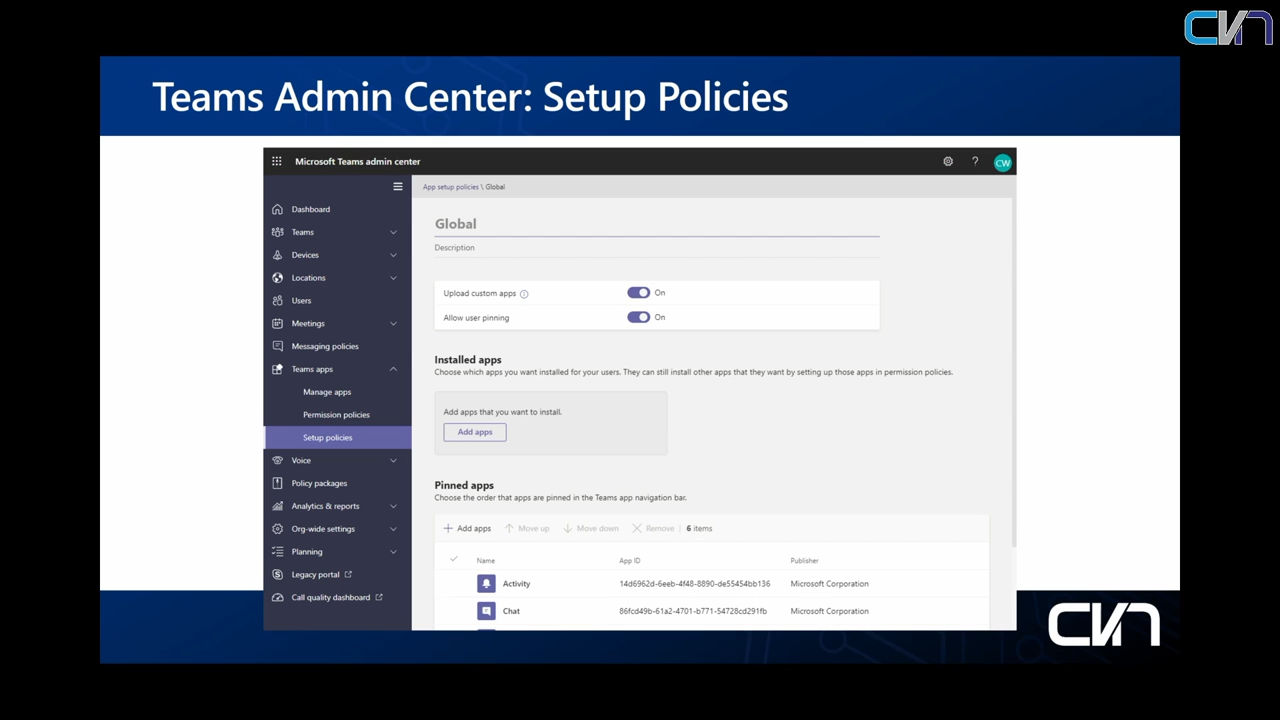 CVN
Teams Admin Center: Setup Policies
Microsoft Teams admin center
?
CW
App setup policies \ Global
Dashboard
Teams
Devices
Locations
Users
Meetings
Messaging policies
Teams apps
Manage apps
Permission policies
Setup policies
Voice
Policy packages
Analytics & reports
Org-wide settings
Planning
Legacy portal
Call quality dashboard
Global
Description
Upload custom apps On
Allow user pinning On
Installed apps
Choose which apps you want installed for your users. They can still install other apps that they want by setting up those apps in permission policies.
Add apps that you want to install.
Add apps
Pinned apps
Choose the order that apps are pinned in the Teams app navigation bar.
Add apps Move up Move down Remove | 6 items
Name App ID Publisher
Activity 14d6962d-6eeb-4f48-8890-de55454bb136 Microsoft Corporation
Chat 86fcd49b-61a2-4701-b771-54728cd291fb Microsoft Corporation
CVN